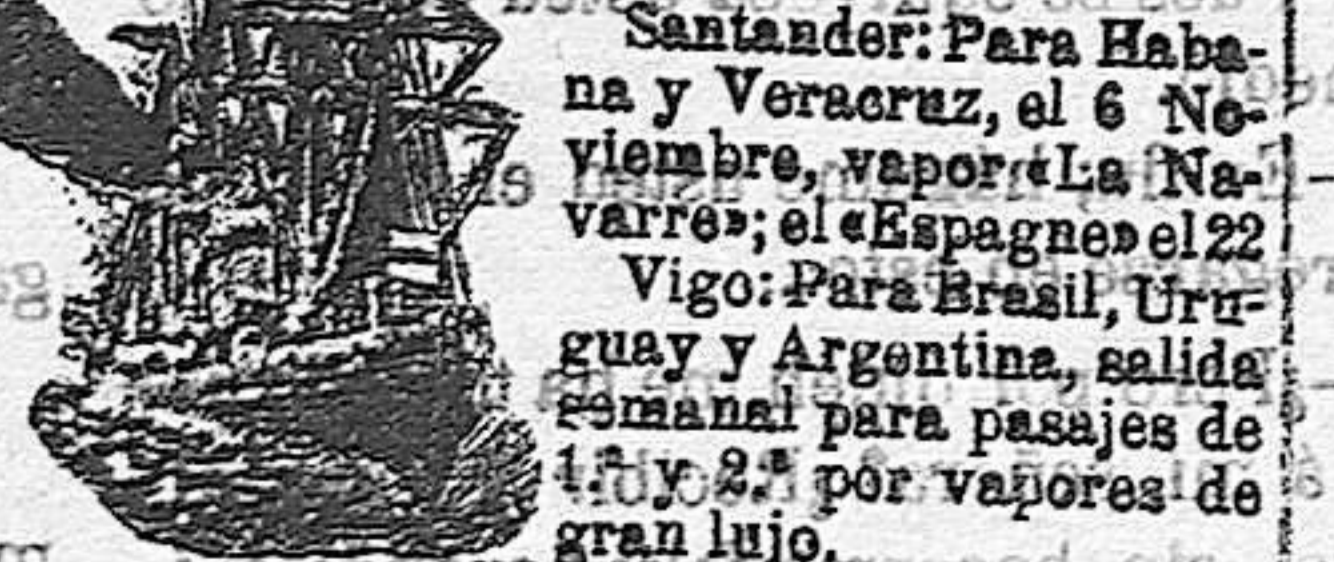 Santander: Para Haba-
na y Veracruz, el 6 No-
viembre, vapor «La Na-
varre»; el «Espagne» el 22
Vigo: Para Brasil, Uru-
guay y Argentina, salida
semanal para pasajes de
1.ª y 2.ª por vapores de
gran lujo.